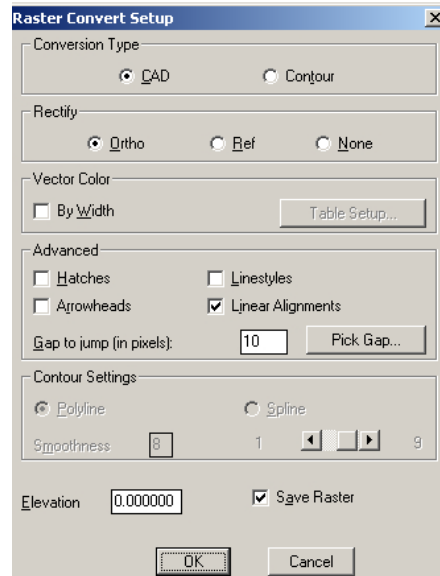 Raster Convert Setup
Conversion Type
CAD Contour
Rectify
Ortho Ref None
Vector Color
By Width Table Setup...
Advanced
Hatches Linestyles
Arrowheads Linear Alignments
Gap to jump (in pixels): 10 Pick Gap...
Contour Settings
Polyline Spline
Smoothness 8 1 9
Elevation 0.000000 Save Raster
OK Cancel